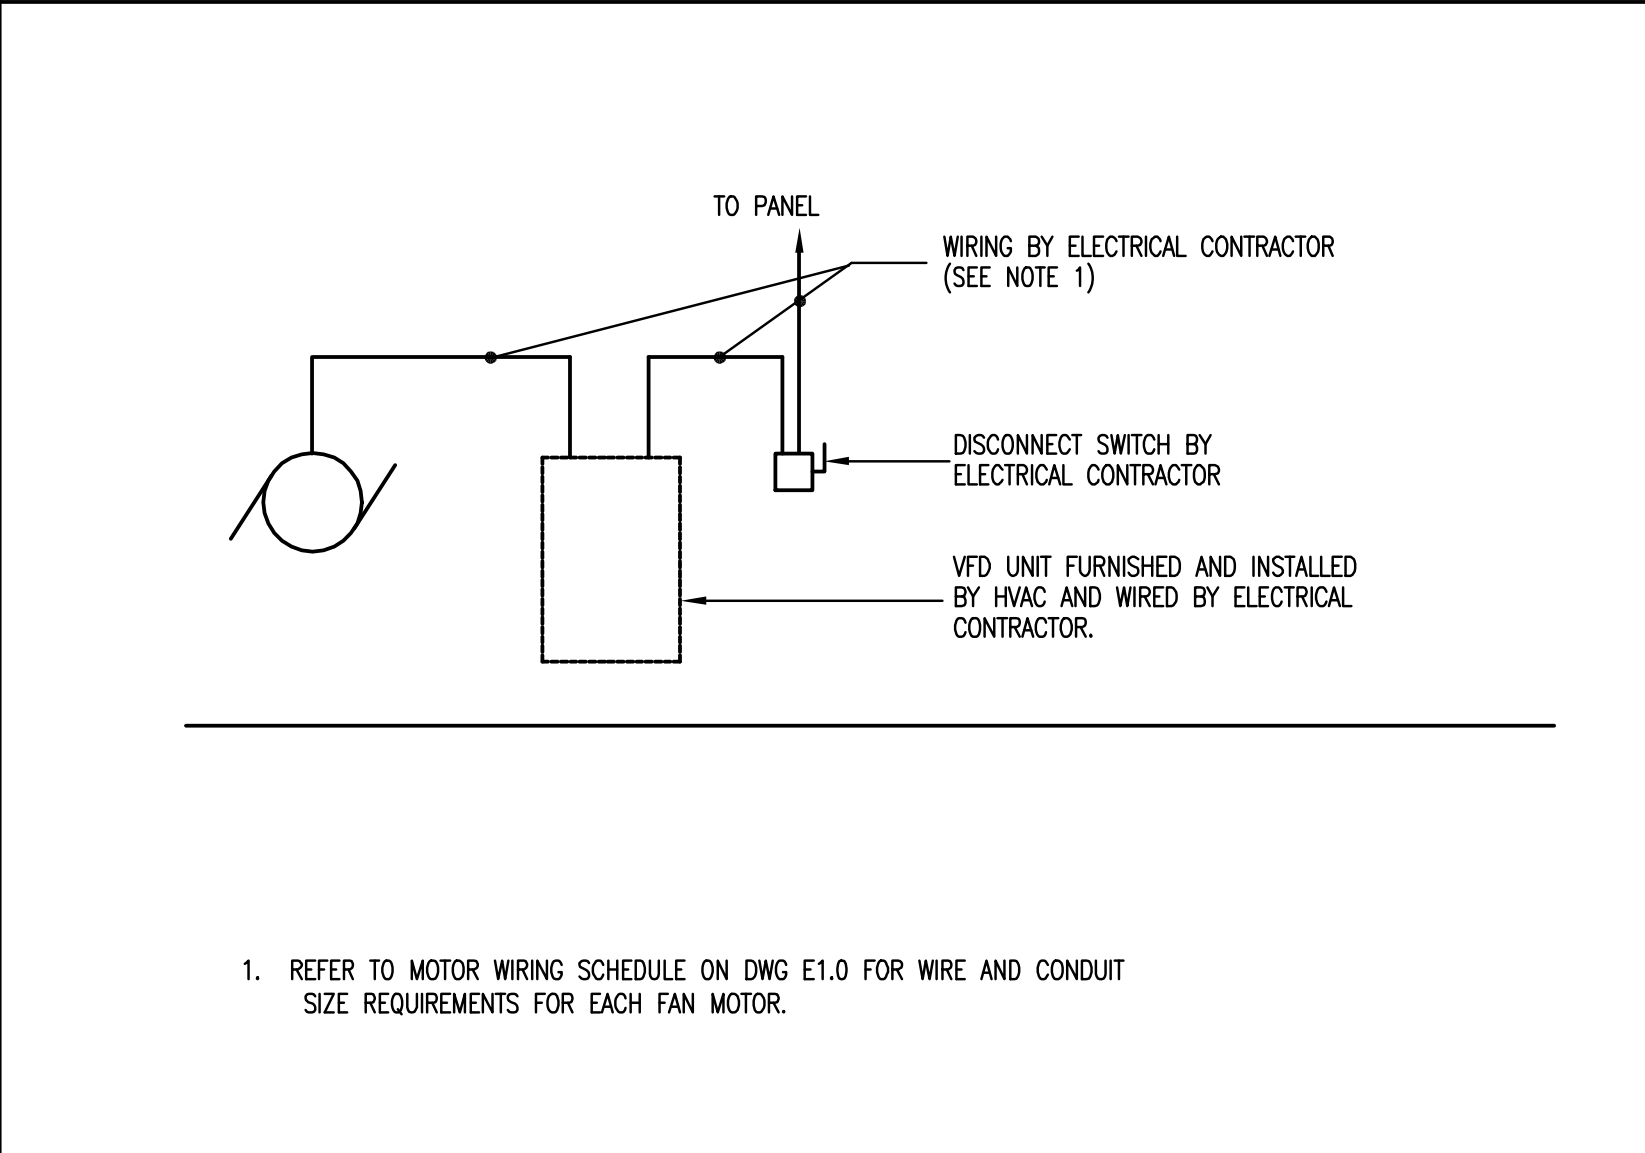 TO PANEL
WIRING BY ELECTRICAL CONTRACTOR
(SEE NOTE 1)
DISCONNECT SWITCH BY
ELECTRICAL CONTRACTOR
VFD UNIT FURNISHED AND INSTALLED
BY HVAC AND WIRED BY ELECTRICAL
CONTRACTOR.
1. REFER TO MOTOR WIRING SCHEDULE ON DWG E1.0 FOR WIRE AND CONDUIT
SIZE REQUIREMENTS FOR EACH FAN MOTOR.